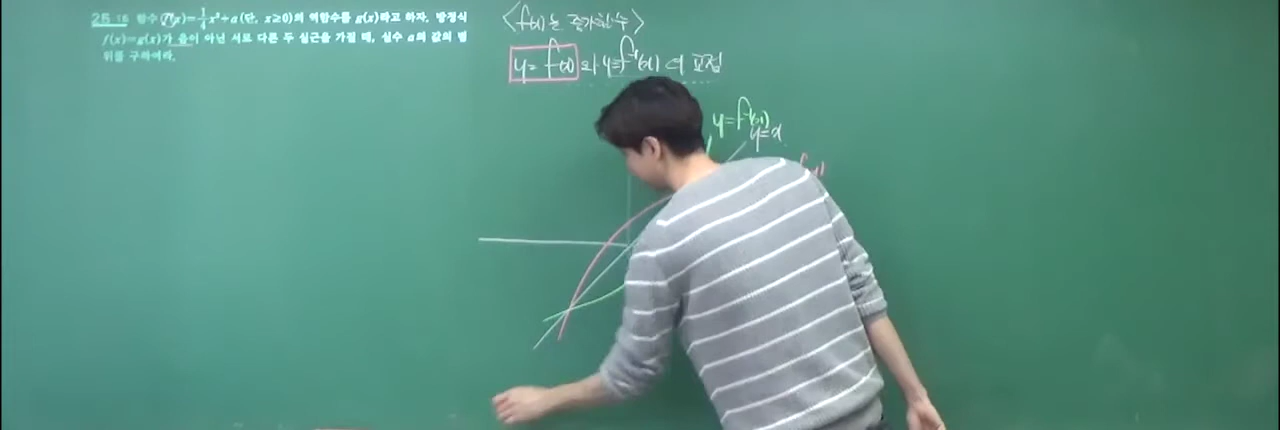 25 16 함수 f(x)=1/4x²+a(단, x≥0)의 역함수를 g(x)라고 하자. 방정식
f(x)=g(x)가 음이 아닌 서로 다른 두 실근을 가질 때, 실수 a의 값의 범
위를 구하여라.
<f(x)는 증가함수>
y=f(x)와 y=f⁻¹(x)의 교점
y=f⁻¹(x)
y=x